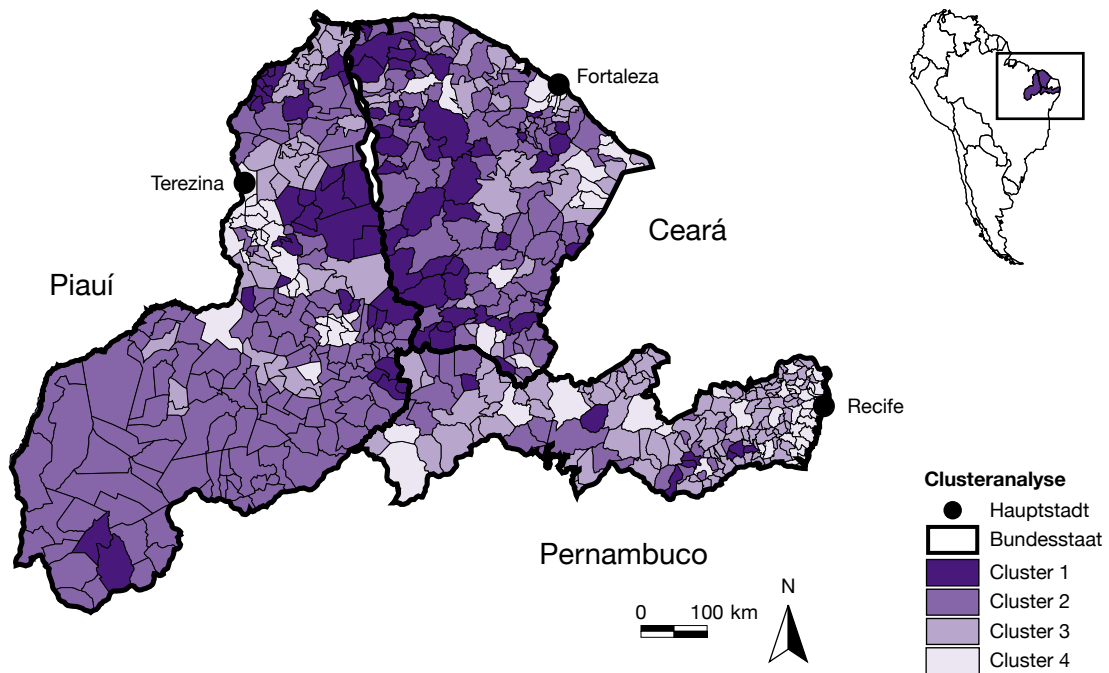 Fortaleza
Terezina
Ceará
Piauí
Recife
Pernambuco
Clusteranalyse
Hauptstadt
Bundesstaat
Cluster 1
Cluster 2
Cluster 3
Cluster 4
0 100 km
N